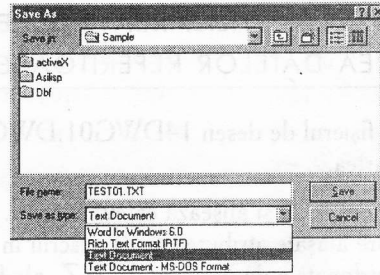 Save As
Save in:
Sample
activeX
Asilisp
Dbf
File name:
TEST01.TXT
Save
Save as type:
Text Document
Cancel
Word for Windows 6.0
Rich Text Format (RTF)
Text Document
Text Document - MS-DOS Format